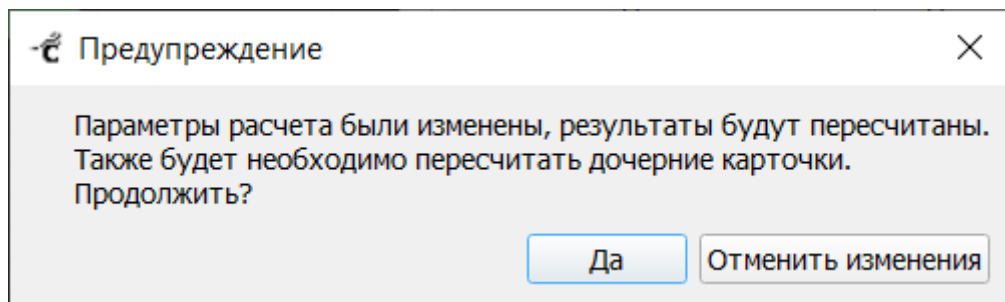 Предупреждение
Параметры расчета были изменены, результаты будут пересчитаны.
Также будет необходимо пересчитать дочерние карточки.
Продолжить?
Да
Отменить изменения